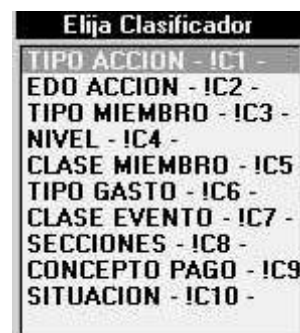 Elija Clasificador
TIPO ACCION - !C1 -
EDO ACCION - !C2 -
TIPO MIEMBRO - !C3 -
NIVEL - !C4 -
CLASE MIEMBRO - !C5
TIPO GASTO - !C6 -
CLASE EVENTO - !C7 -
SECCIONES - !C8 -
CONCEPTO PAGO - !C9
SITUACION - !C10 -